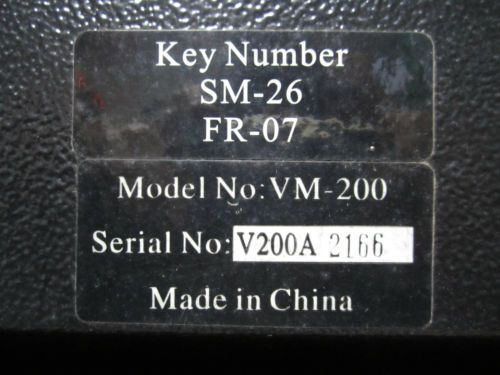 Key Number
SM-26
FR-07
Model No:VM-200
Serial No:V200A 2166
Made in China